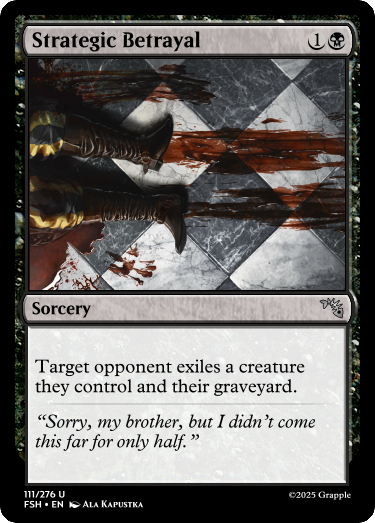 Strategic Betrayal 1
Sorcery
Target opponent exiles a creature
they control and their graveyard.
“Sorry, my brother, but I didn’t come
this far for only half.”
111/276 U
©2025 Grapple
FSH • EN Ala Kapustka